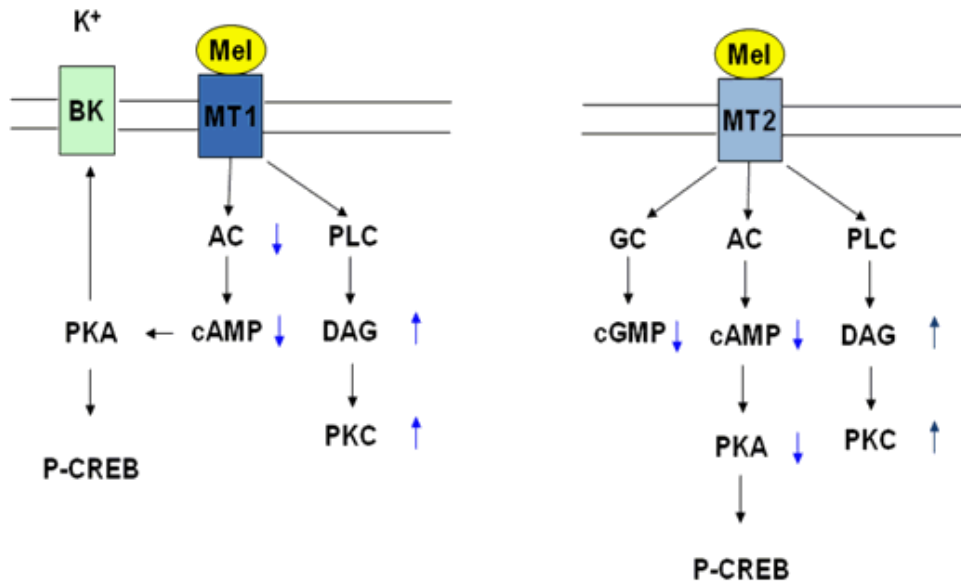 K+
Mel
BK
MT1
AC
PLC
PKA
cAMP
DAG
PKC
P-CREB
Mel
MT2
GC
AC
PLC
cGMP
cAMP
DAG
PKA
PKC
P-CREB